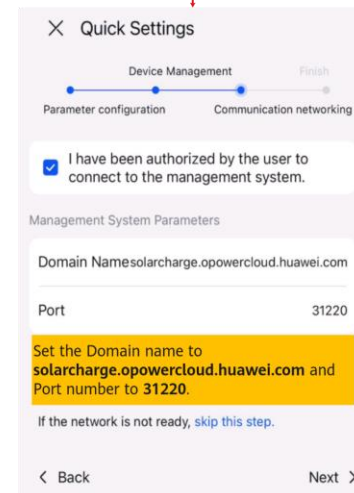 Quick Settings
Device Management
Finish
Parameter configuration
Communication networking
I have been authorized by the user to
connect to the management system.
Management System Parameters
Domain Name solarcharge.opowercloud.huawei.com
Port 31220
Set the Domain name to
solarcharge.opowercloud.huawei.com and
Port number to 31220.
If the network is not ready, skip this step.
Back
Next